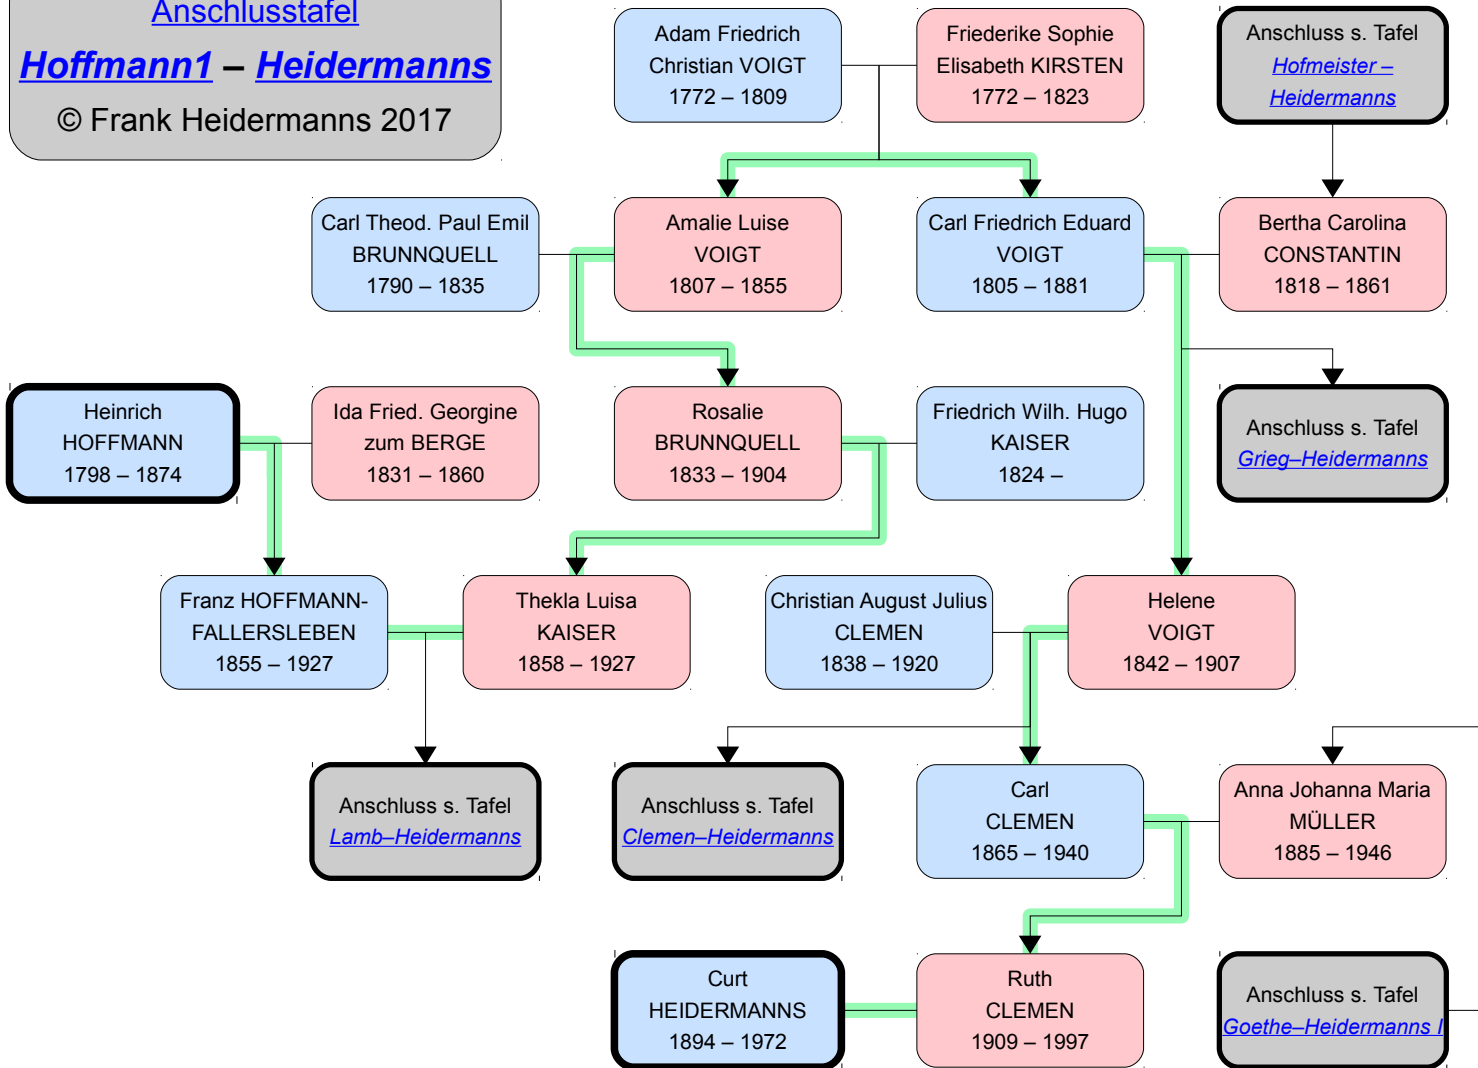 Anschlusstafel
Hoffmann1 – Heidermanns
© Frank Heidermanns 2017
Adam Friedrich
Christian VOIGT
1772 – 1809
Friederike Sophie
Elisabeth KIRSTEN
1772 – 1823
Anschluss s. Tafel
Hofmeister –
Heidermanns
Carl Theod. Paul Emil
BRUNNQUELL
1790 – 1835
Amalie Luise
VOIGT
1807 – 1855
Carl Friedrich Eduard
VOIGT
1805 – 1881
Bertha Carolina
CONSTANTIN
1818 – 1861
Heinrich
HOFFMANN
1798 – 1874
Ida Fried. Georgine
zum BERGE
1831 – 1860
Rosalie
BRUNNQUELL
1833 – 1904
Friedrich Wilh. Hugo
KAISER
1824 –
Anschluss s. Tafel
Grieg–Heidermanns
Franz HOFFMANN-
FALLERSLEBEN
1855 – 1927
Thekla Luisa
KAISER
1858 – 1927
Christian August Julius
CLEMEN
1838 – 1920
Helene
VOIGT
1842 – 1907
Anschluss s. Tafel
Lamb–Heidermanns
Anschluss s. Tafel
Clemen–Heidermanns
Carl
CLEMEN
1865 – 1940
Anna Johanna Maria
MÜLLER
1885 – 1946
Curt
HEIDERMANNS
1894 – 1972
Ruth
CLEMEN
1909 – 1997
Anschluss s. Tafel
Goethe–Heidermanns I